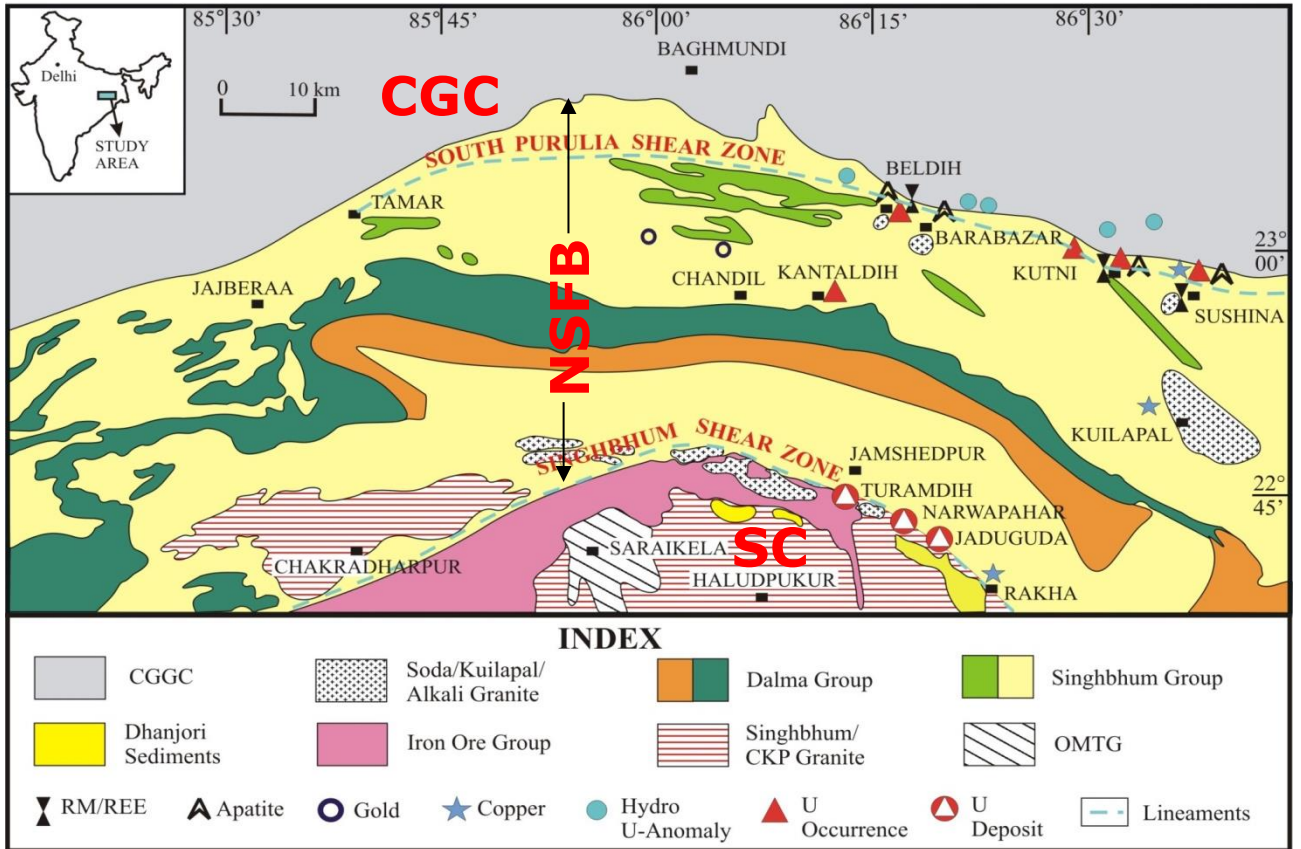 85°30’
85°45’
86°00’
86°15’
86°30’
Delhi
STUDY
AREA
0 10 km
CGC
BAGHMUNDI
SOUTH PURULIA SHEAR ZONE
BELDIH
TAMAR
BARABAZAR
23°
00’
KUTNI
CHANDIL
KANTALDIH
JAJBERAA
SUSHINA
NSFB
KUILAPAL
SINGHBHUM SHEAR ZONE
JAMSHEDPUR
TURAMDIH
22°
45’
NARWAPAHAR
JADUGUDA
SC
SARAIKELA
CHAKRADHARPUR
HALUDPUKUR
RAKHA
INDEX
CGGC
Soda/Kuilapal/
Alkali Granite
Dalma Group
Singhbhum Group
Dhanjori
Sediments
Iron Ore Group
Singhbhum/
CKP Granite
OMTG
RM/REE
Apatite
Gold
Copper
Hydro
U-Anomaly
U
Occurrence
U
Deposit
Lineaments